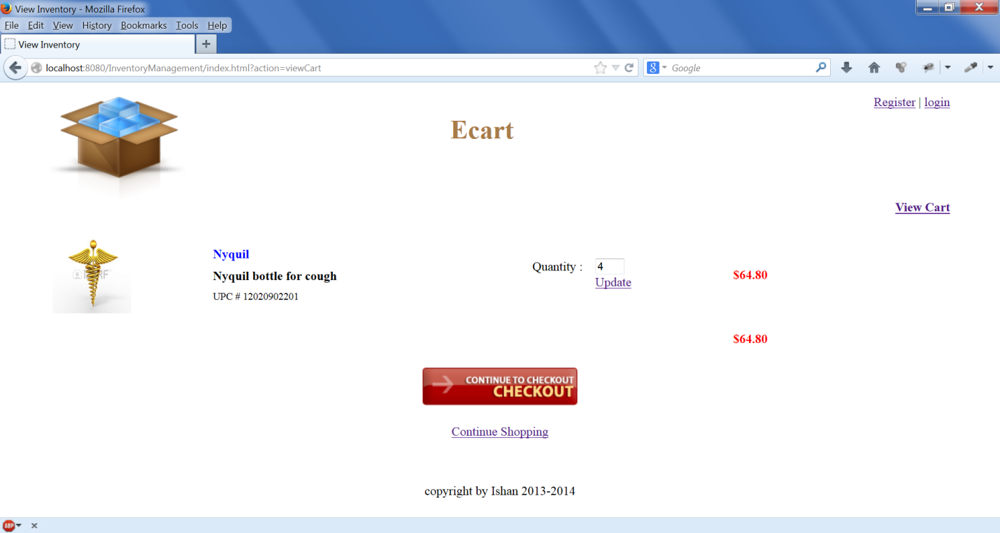 View Inventory - Mozilla Firefox
File Edit View History Bookmarks Tools Help
View Inventory +
localhost:8080/InventoryManagement/index.html?action=viewCart
8 Google
Register | login
Ecart
View Cart
Nyquil
Nyquil bottle for cough
UPC # 12020902201
Quantity : 4
Update
$64.80
$64.80
CONTINUE TO CHECKOUT
CHECKOUT
Continue Shopping
copyright by Ishan 2013-2014
ABP